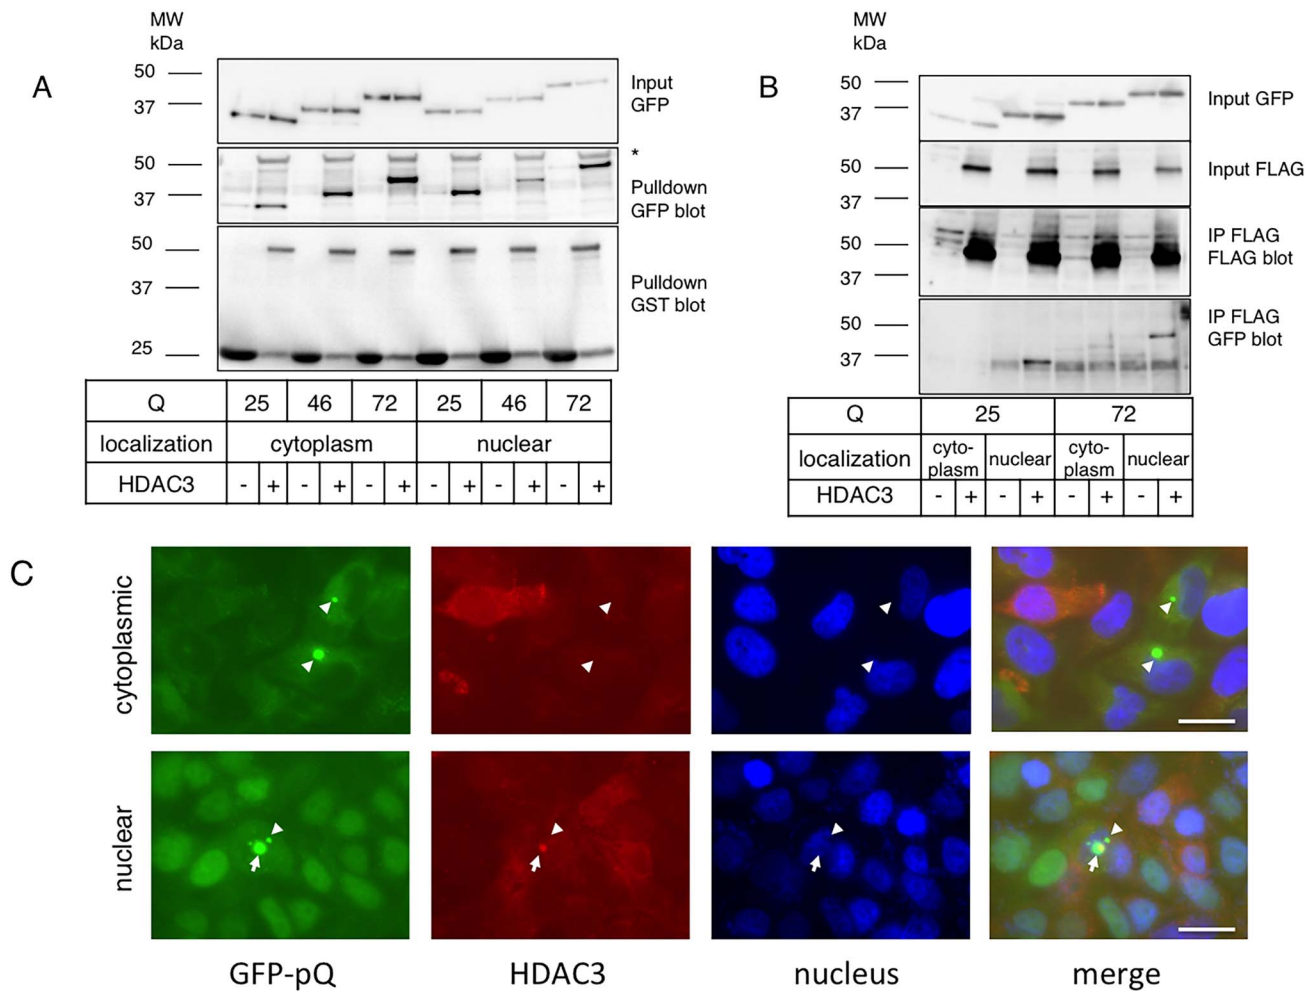 MW
kDa
A
50
37
Input
GFP
50
37
*
Pulldown
GFP blot
50
37
25
Pulldown
GST blot
Q 25 46 72 25 46 72
localization cytoplasm nuclear
HDAC3 - + - + - + - + - + - +
MW
kDa
B
50
37
Input GFP
50
37
Input FLAG
50
37
IP FLAG
FLAG blot
50
37
IP FLAG
GFP blot
Q 25 72
localization cyto-
plasm nuclear cyto-
plasm nuclear
HDAC3 - + - + - + - +
C
cytoplasmic
nuclear
GFP-pQ HDAC3 nucleus merge